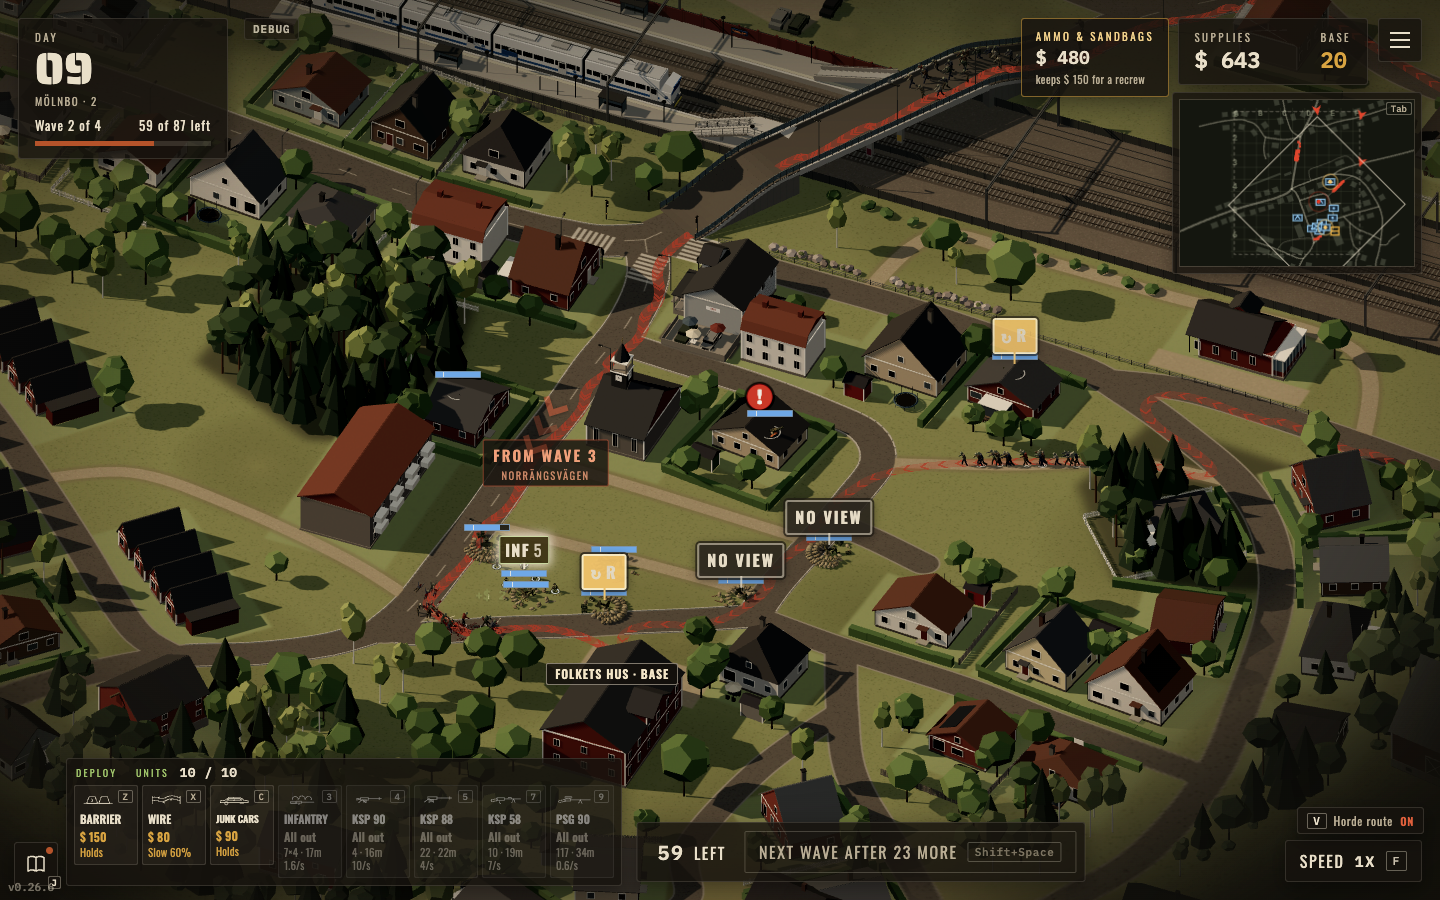 DAY
09
MÖLNBO · 2
Wave 2 of 4
59 of 87 left
DEBUG
AMMO & SANDBAGS
$ 480
keeps $ 150 for a recrew
SUPPLIES
$ 643
BASE
20
Tab
R
!
FROM WAVE 3
NORRÄNGSVÄGEN
NO VIEW
INF 5
R
NO VIEW
FOLKETS HUS · BASE
DEPLOY UNITS 10 / 10
Z
BARRIER
$ 150
Holds
X
WIRE
$ 80
Slow 60%
C
JUNK CARS
$ 90
Holds
3
INFANTRY
All out
7×4 · 17m
1.6/s
4
KSP 90
All out
4 · 16m
10/s
5
KSP 88
All out
22 · 22m
4/s
7
KSP 58
All out
10 · 19m
7/s
9
PSG 90
All out
117 · 34m
0.6/s
59 LEFT
NEXT WAVE AFTER 23 MORE
Shift+Space
V Horde route ON
SPEED 1X F
J